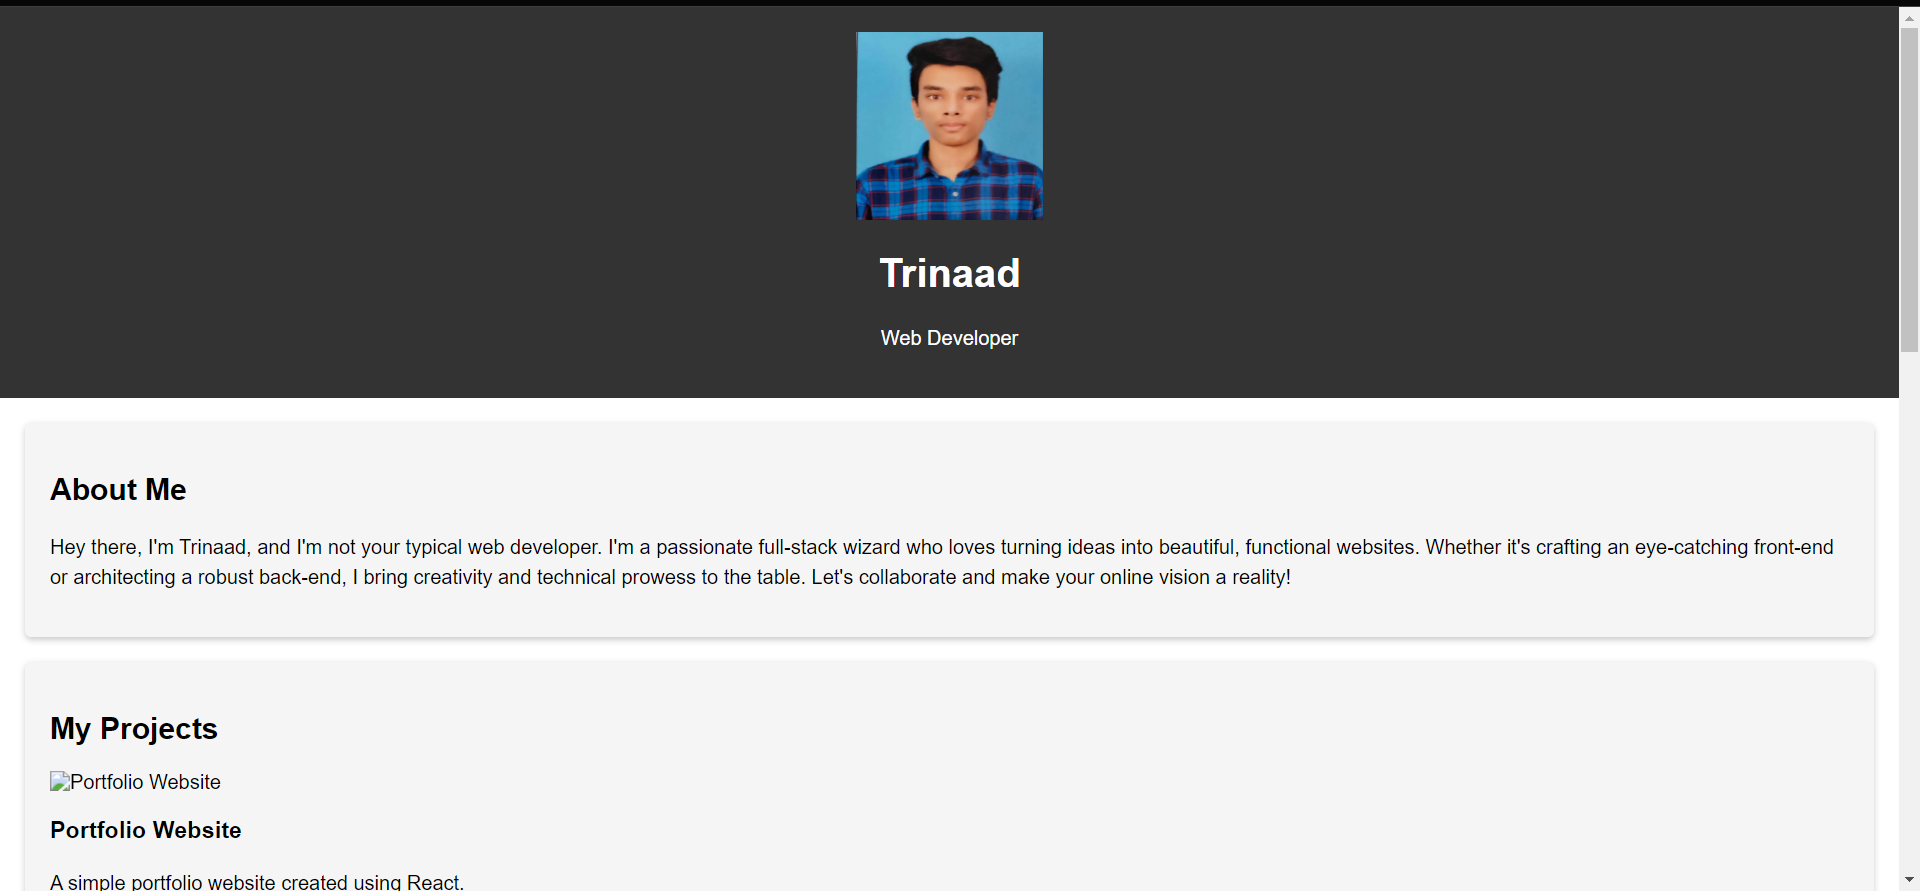 Trinaad
Web Developer
About Me
Hey there, I'm Trinaad, and I'm not your typical web developer. I'm a passionate full-stack wizard who loves turning ideas into beautiful, functional websites. Whether it's crafting an eye-catching front-end
or architecting a robust back-end, I bring creativity and technical prowess to the table. Let's collaborate and make your online vision a reality!
My Projects
Portfolio Website
Portfolio Website
A simple portfolio website created using React.